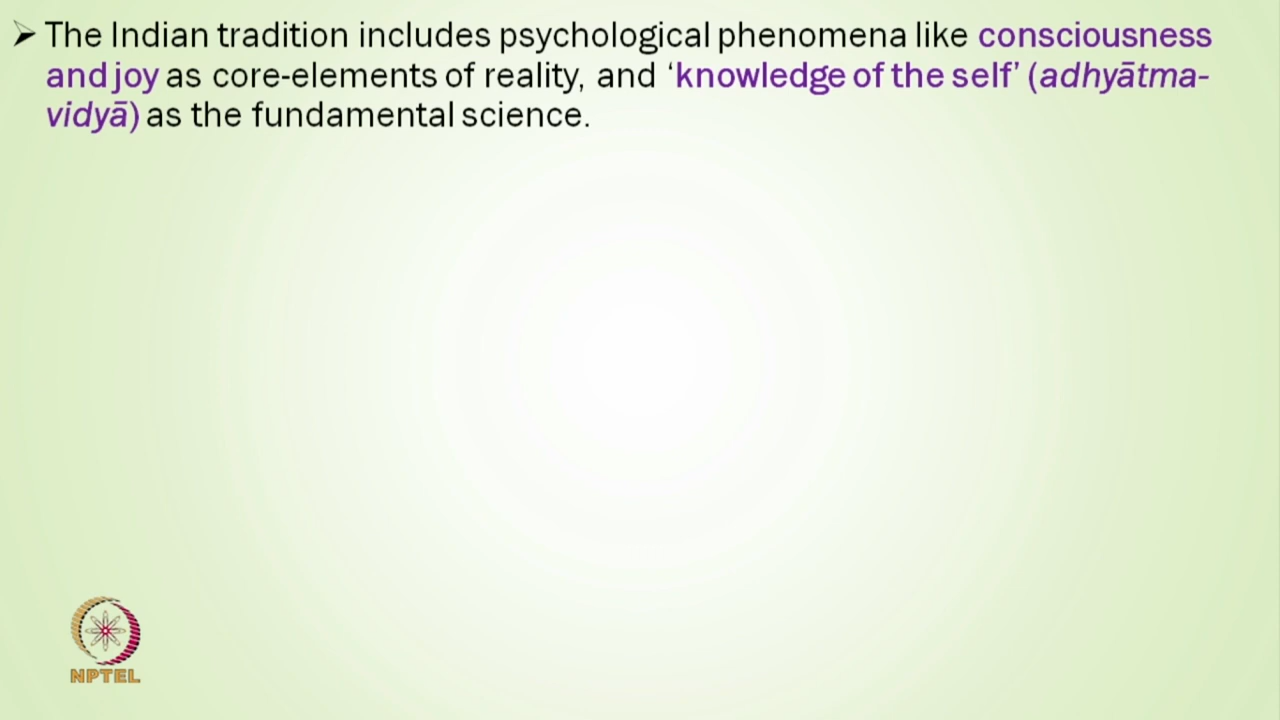 ➢ The Indian tradition includes psychological phenomena like consciousness
and joy as core-elements of reality, and ‘knowledge of the self’ (adhyātma-
vidyā) as the fundamental science.
NPTEL